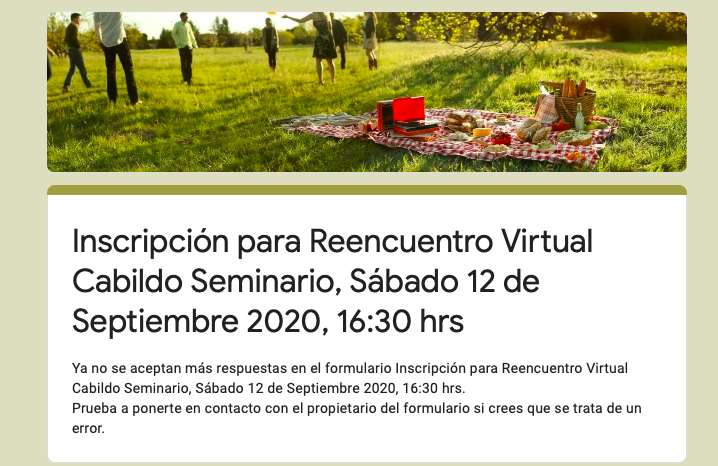 Inscripción para Reencuentro Virtual
Cabildo Seminario, Sábado 12 de
Septiembre 2020, 16:30 hrs
Ya no se aceptan más respuestas en el formulario Inscripción para Reencuentro Virtual
Cabildo Seminario, Sábado 12 de Septiembre 2020, 16:30 hrs.
Prueba a ponerte en contacto con el propietario del formulario si crees que se trata de un
error.